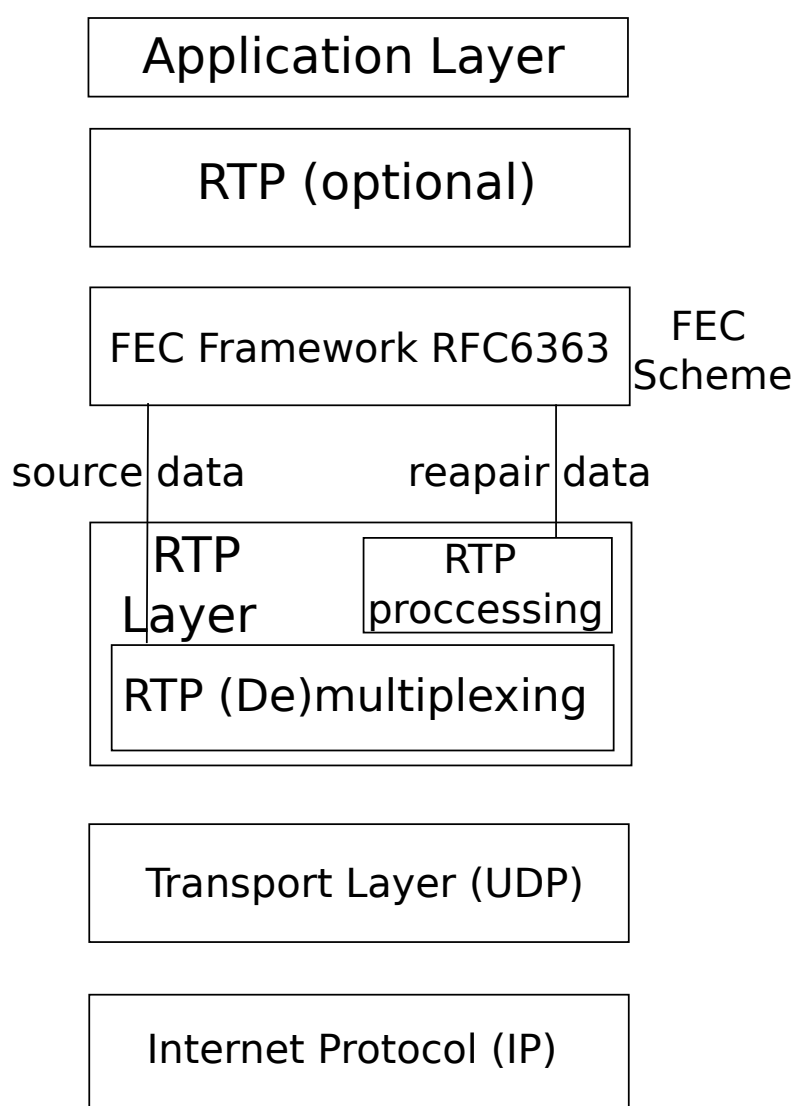 Application Layer
RTP (optional)
FEC Framework RFC6363
FEC
Scheme
source data
reapair data
RTP
Layer
RTP
proccessing
RTP (De)multiplexing
Transport Layer (UDP)
Internet Protocol (IP)